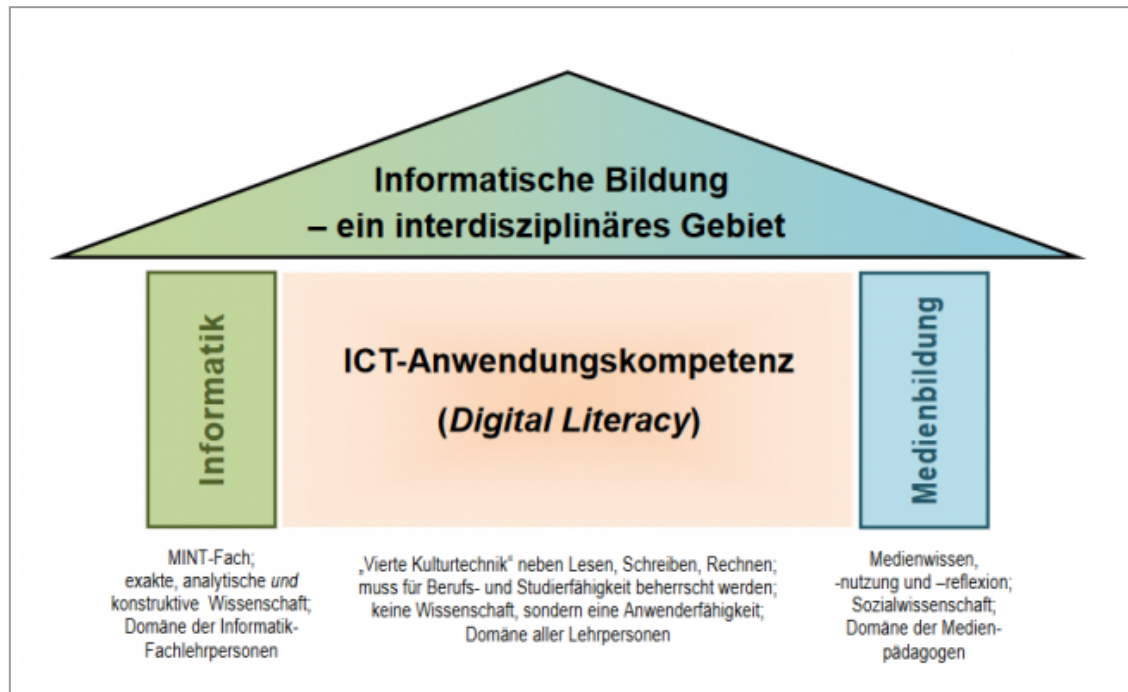 Informatische Bildung
– ein interdisziplinäres Gebiet
Informatik
ICT-Anwendungskompetenz
(Digital Literacy)
Medienbildung
MINT-Fach;
exakte, analytische und
konstruktive Wissenschaft;
Domäne der Informatik-
Fachlehrpersonen
„Vierte Kulturtechnik“ neben Lesen, Schreiben, Rechnen;
muss für Berufs- und Studierfähigkeit beherrscht werden;
keine Wissenschaft, sondern eine Anwenderfähigkeit;
Domäne aller Lehrpersonen
Medienwissen,
-nutzung und –reflexion;
Sozialwissenschaft;
Domäne der Medien-
pädagogen